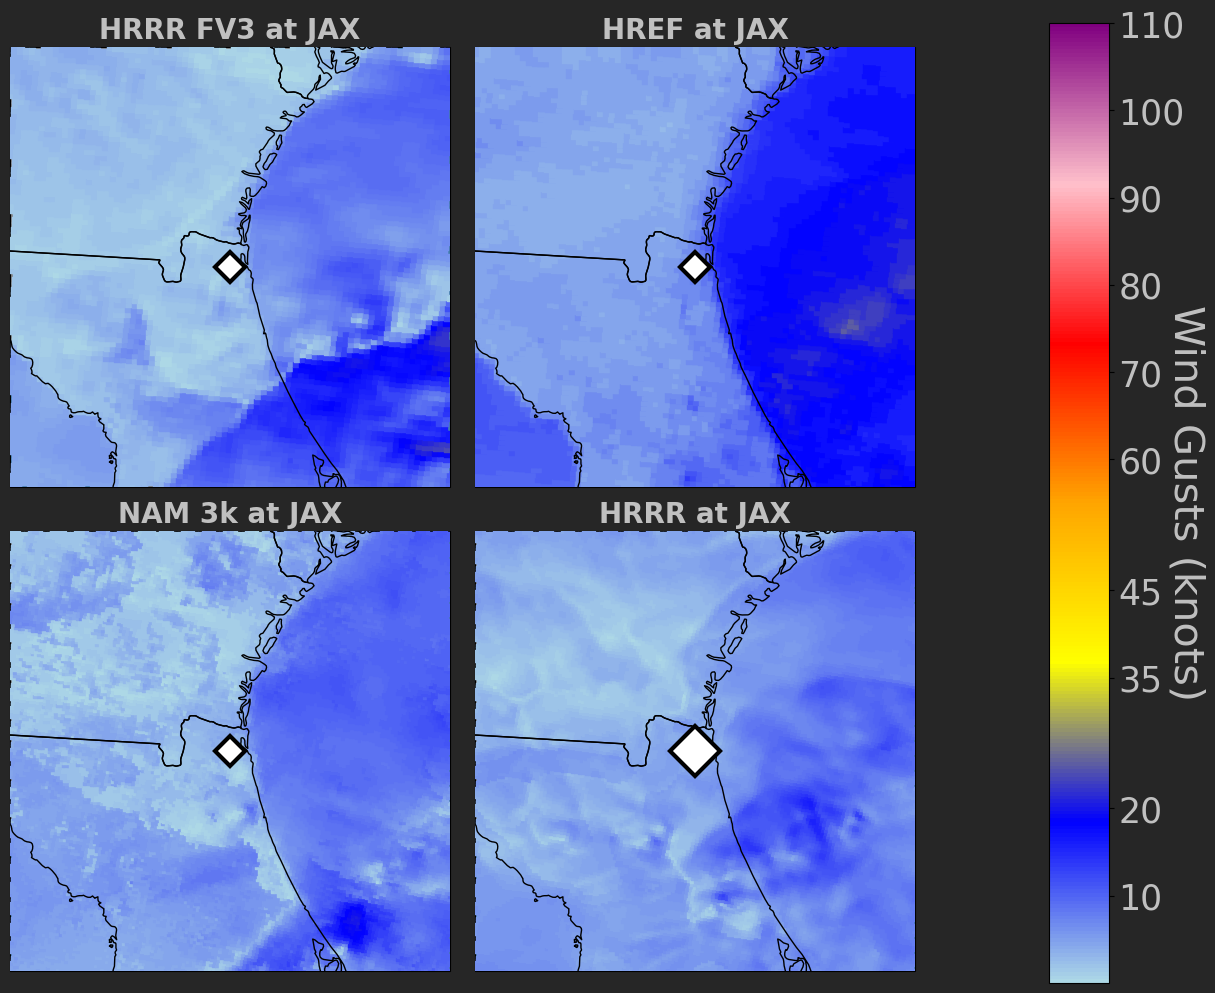 HRRR FV3 at JAX
HREF at JAX
NAM 3k at JAX
HRRR at JAX
110
100
90
80
70
60
45
35
20
10
Wind Gusts (knots)